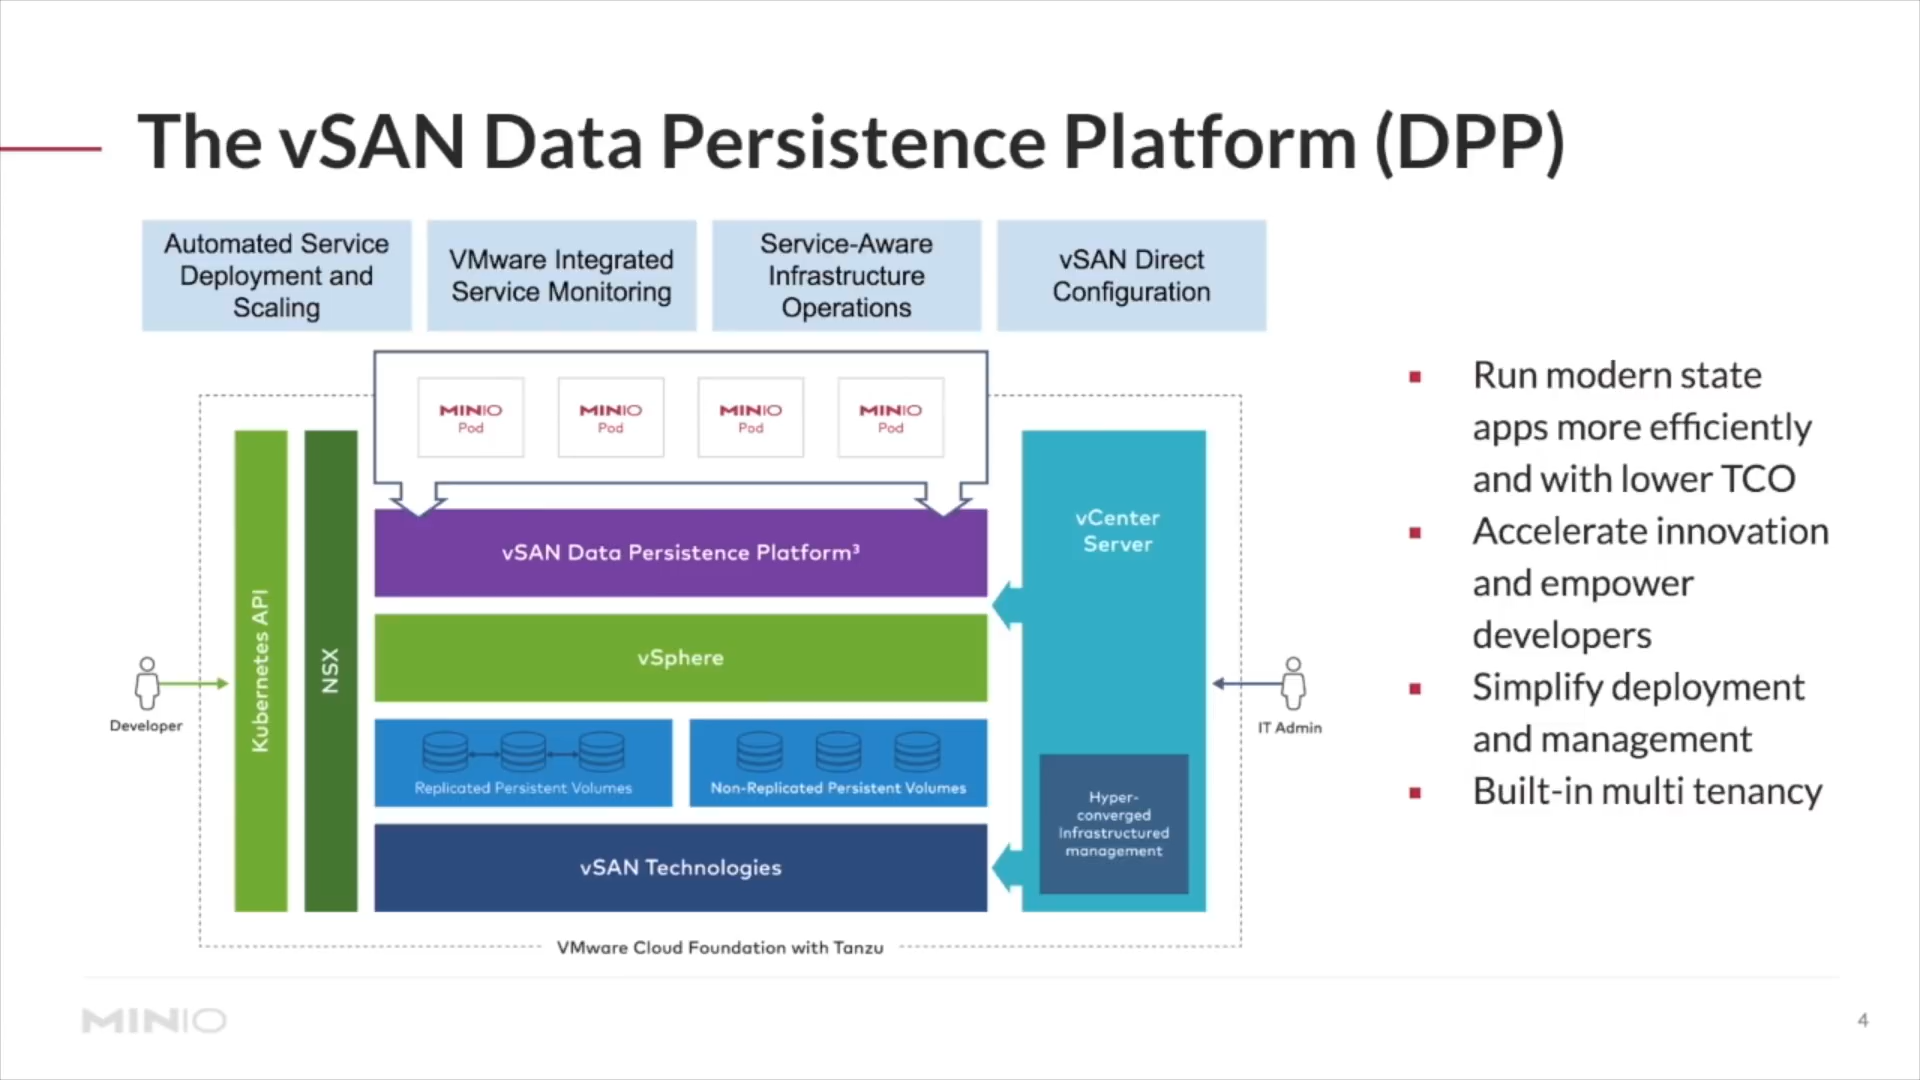 The vSAN Data Persistence Platform (DPP)
Automated Service
Deployment and
Scaling
VMware Integrated
Service Monitoring
Service-Aware
Infrastructure
Operations
vSAN Direct
Configuration
MINIO
Pod
MINIO
Pod
MINIO
Pod
MINIO
Pod
vSAN Data Persistence Platform³
vSphere
Replicated Persistent Volumes
Non-Replicated Persistent Volumes
vSAN Technologies
Kubernetes API
NSX
Developer
vCenter
Server
Hyper-
converged
Infrastructured
management
IT Admin
VMware Cloud Foundation with Tanzu
Run modern state
apps more efficiently
and with lower TCO
Accelerate innovation
and empower
developers
Simplify deployment
and management
Built-in multi tenancy
MINIO
4